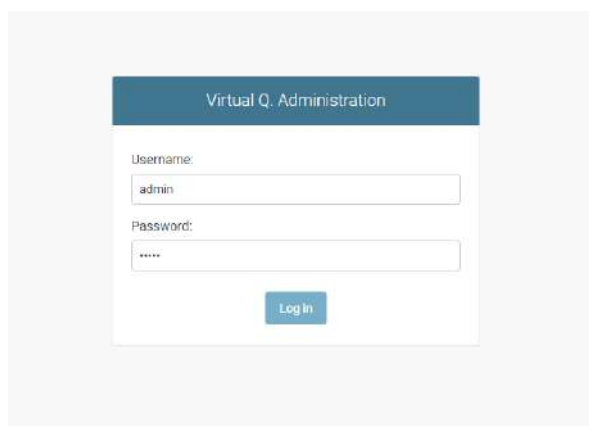 Virtual Q. Administration
Username:
admin
Password:
•••••
Log in